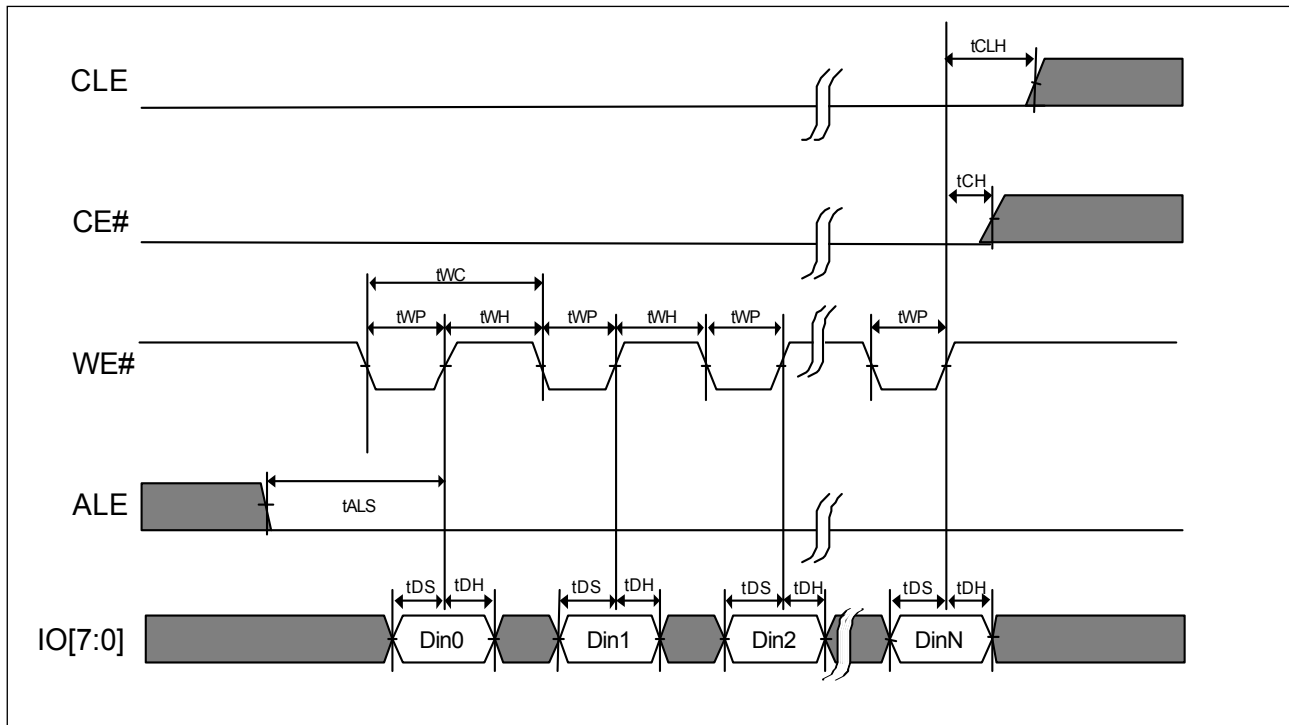 tCLH
CLE
tCH
CE#
tWC
tWP tWH tWP tWH tWP tWP
WE#
ALE
tALS
tDS tDH tDS tDH tDS tDH tDS tDH
IO[7:0] Din0 Din1 Din2 DinN